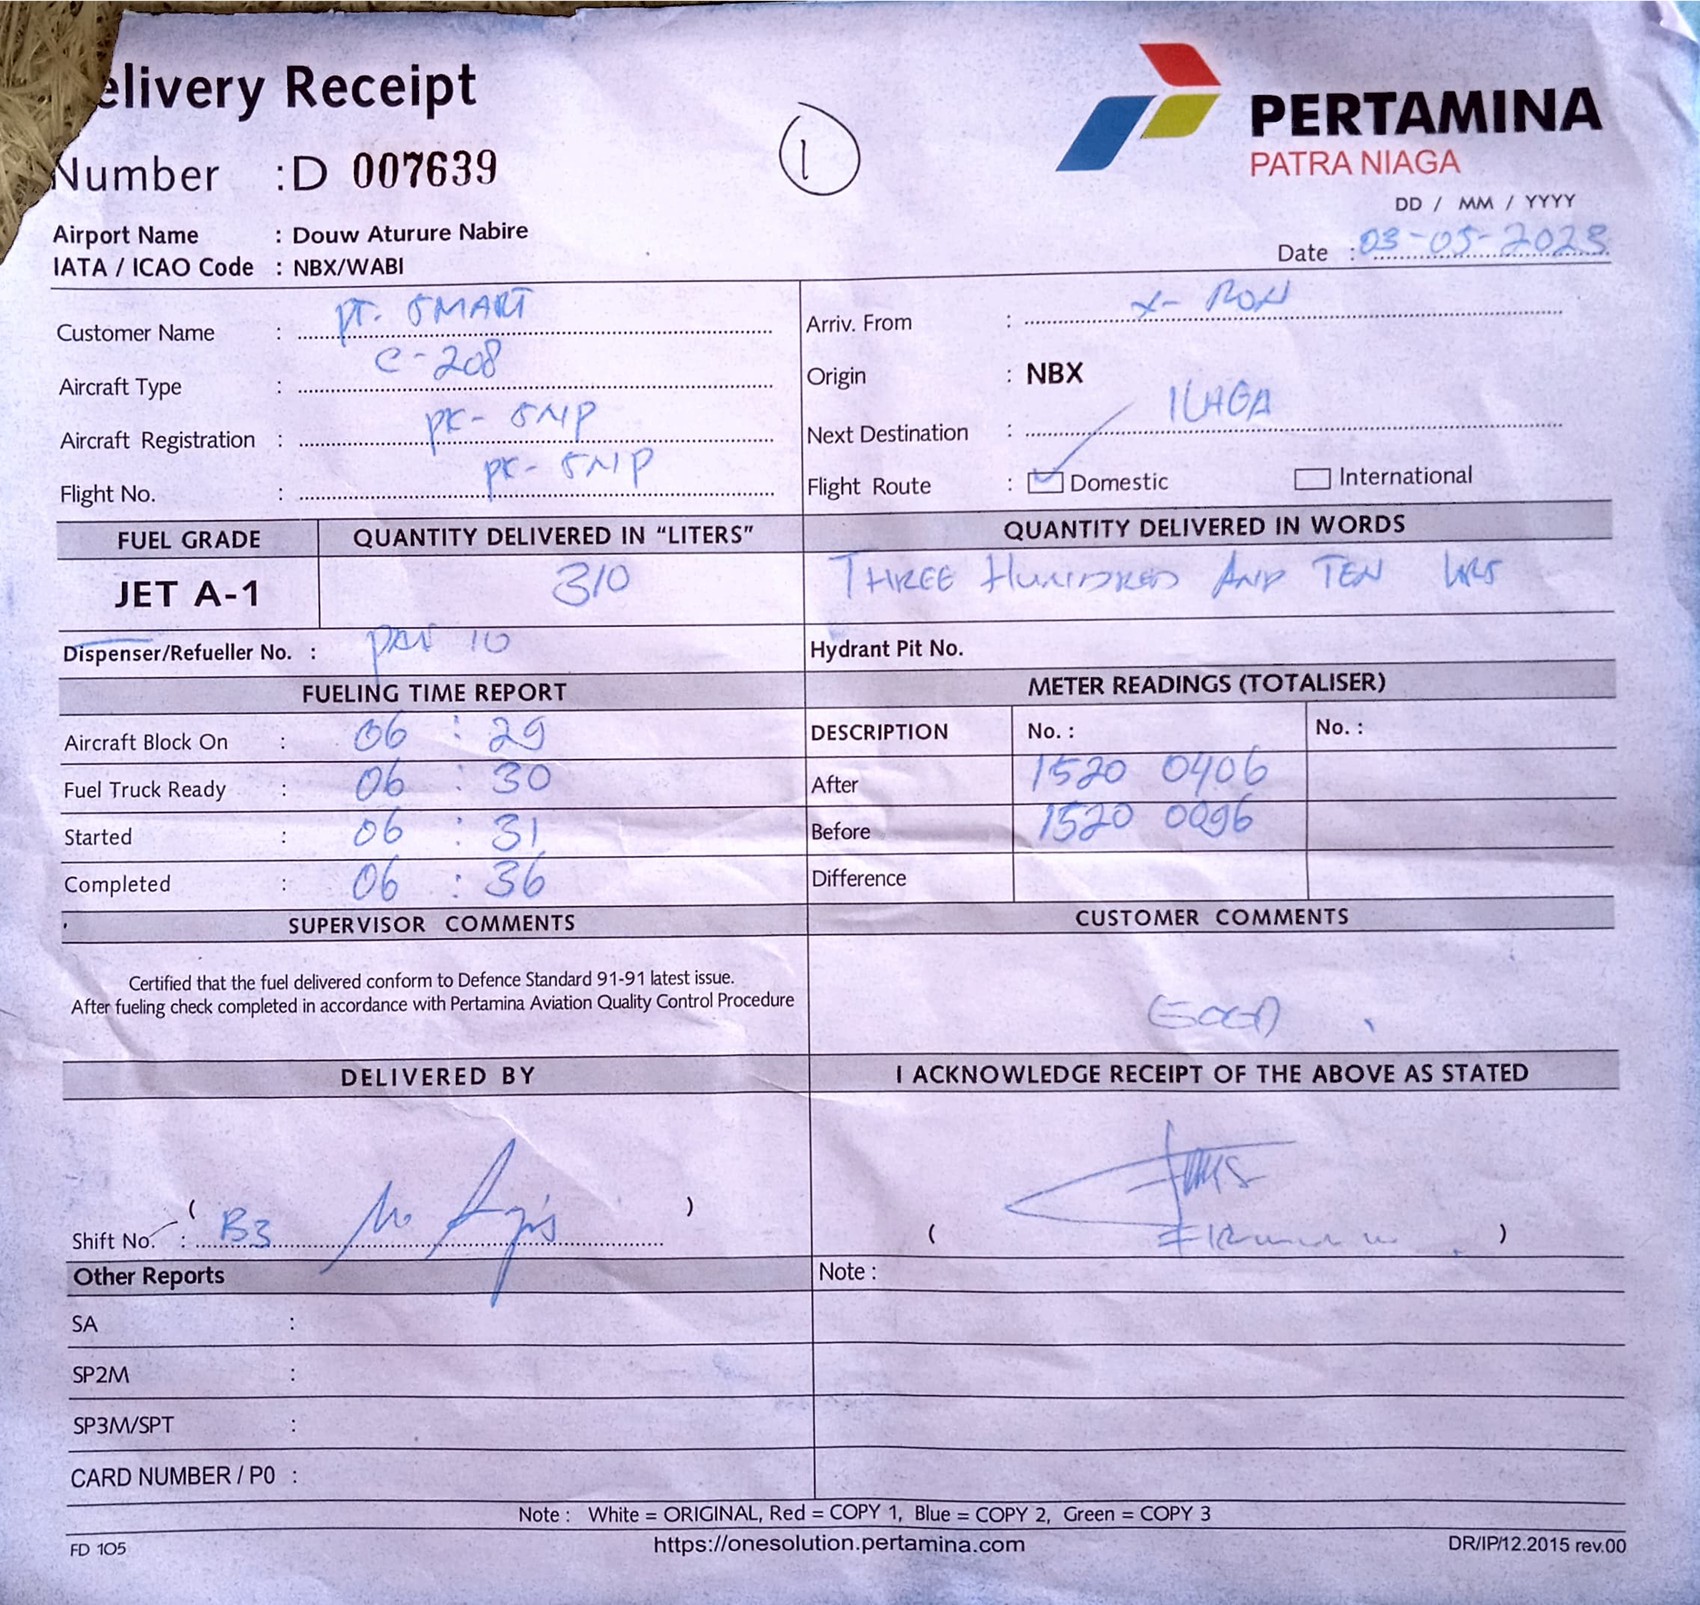 elivery Receipt
1
PERTAMINA
PATRA NIAGA
Number : D 007639
DD / MM / YYYY
Airport Name : Douw Aturure Nabire
Date : 03-05-2023
IATA / ICAO Code : NBX/WABI
Customer Name : PT. SMART
Arriv. From : X- RON
Aircraft Type : C-208
Origin : NBX
Aircraft Registration : PK- SNP
Next Destination : ILAGA
Flight No. : PK- SNP
Flight Route : Domestic International
FUEL GRADE QUANTITY DELIVERED IN "LITERS" QUANTITY DELIVERED IN WORDS
JET A-1 310 THREE HUNDRED AND TEN LTRS
Dispenser/Refueller No. : 10
Hydrant Pit No.
FUELING TIME REPORT METER READINGS (TOTALISER)
Aircraft Block On : 06 : 29
DESCRIPTION No. : No. :
Fuel Truck Ready : 06 : 30
After 1520 0406
Started : 06 : 31
Before 1520 0096
Completed : 06 : 36
Difference
SUPERVISOR COMMENTS CUSTOMER COMMENTS
Certified that the fuel delivered conform to Defence Standard 91-91 latest issue.
After fueling check completed in accordance with Pertamina Aviation Quality Control Procedure
GOOD
DELIVERED BY I ACKNOWLEDGE RECEIPT OF THE ABOVE AS STATED
( )
Shift No. : B3
( )
Other Reports Note :
SA :
SP2M :
SP3M/SPT :
CARD NUMBER / P0 :
Note : White = ORIGINAL, Red = COPY 1, Blue = COPY 2, Green = COPY 3
FD 105 https://onesolution.pertamina.com DR/IP/12.2015 rev.00